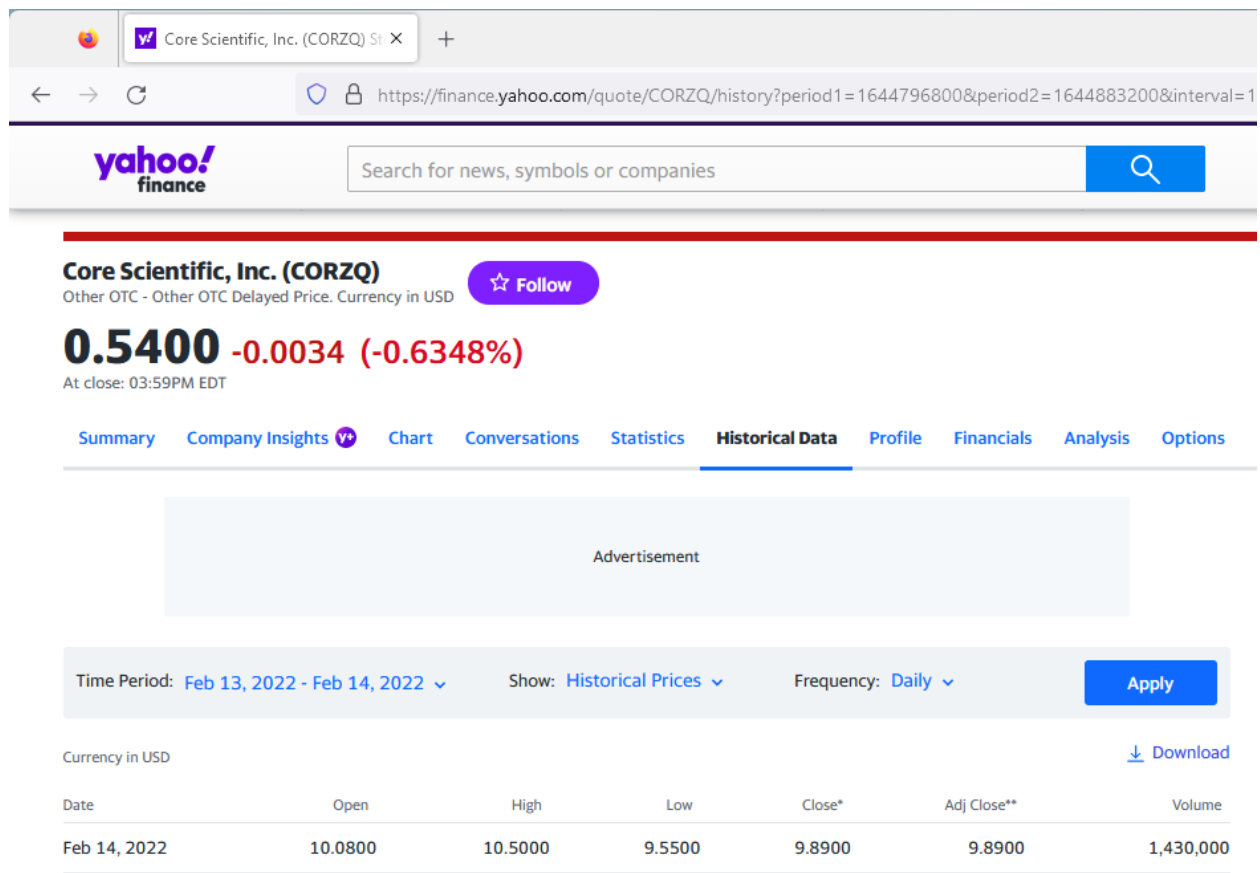 Core Scientific, Inc. (CORZQ) St
https://finance.yahoo.com/quote/CORZQ/history?period1=1644796800&period2=1644883200&interval=1
yahoo!
finance
Search for news, symbols or companies
Core Scientific, Inc. (CORZQ)
Follow
Other OTC - Other OTC Delayed Price. Currency in USD
0.5400 -0.0034 (-0.6348%)
At close: 03:59PM EDT
Summary Company Insights Y+ Chart Conversations Statistics Historical Data Profile Financials Analysis Options
Advertisement
Time Period: Feb 13, 2022 - Feb 14, 2022 Show: Historical Prices Frequency: Daily Apply
Currency in USD Download
Date Open High Low Close* Adj Close** Volume
Feb 14, 2022 10.0800 10.5000 9.5500 9.8900 9.8900 1,430,000